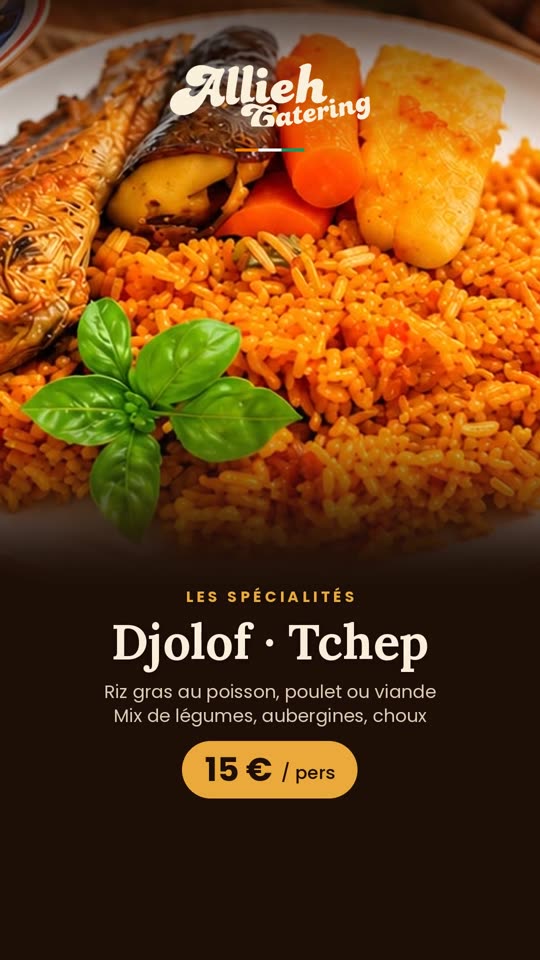 Allieh
Catering
LES SPÉCIALITÉS
Djolof · Tchep
Riz gras au poisson, poulet ou viande
Mix de légumes, aubergines, choux
15 € / pers